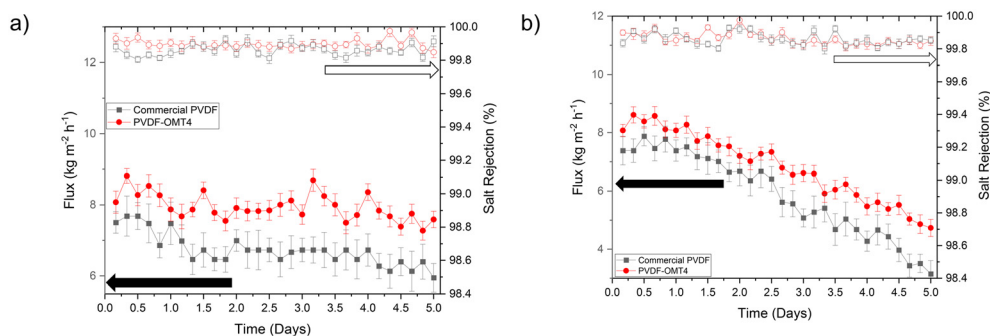 a)
Flux (kg m⁻² h⁻¹)
12
10
8
6
Commercial PVDF
PVDF-OMT4
100.0
99.8
99.6
99.4
99.2
99.0
98.8
98.6
98.4
Salt Rejection (%)
0.0 0.5 1.0 1.5 2.0 2.5 3.0 3.5 4.0 4.5 5.0
Time (Days)
b)
Flux (kg m⁻² h⁻¹)
12
10
8
6
4
Commercial PVDF
PVDF-OMT4
100.0
99.8
99.6
99.4
99.2
99.0
98.8
98.6
98.4
Salt Rejection (%)
0.0 0.5 1.0 1.5 2.0 2.5 3.0 3.5 4.0 4.5 5.0
Time (Days)